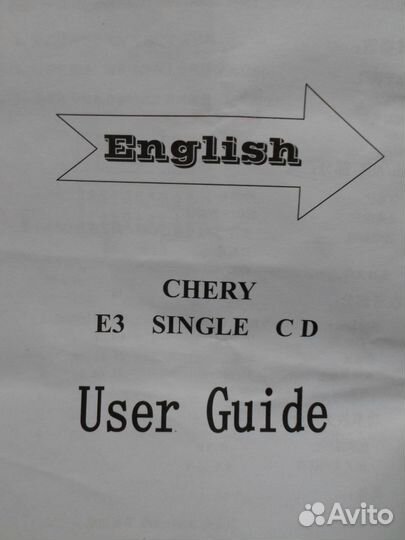 English
CHERY
E3 SINGLE C D
User Guide
Avito